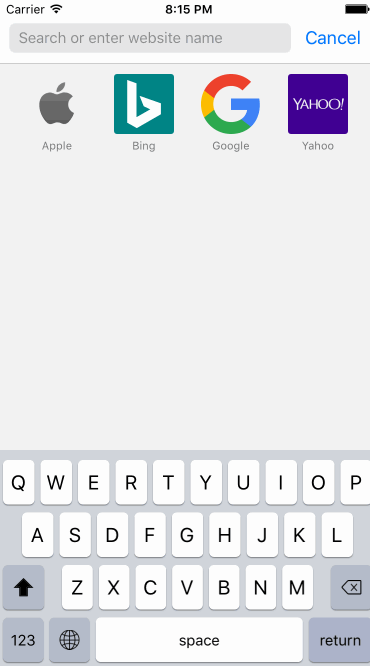 Carrier 8:15 PM
Search or enter website name Cancel
YAHOO!
Apple Bing Google Yahoo
Q W E R T Y U I O P
A S D F G H J K L
Z X C V B N M
123 space return